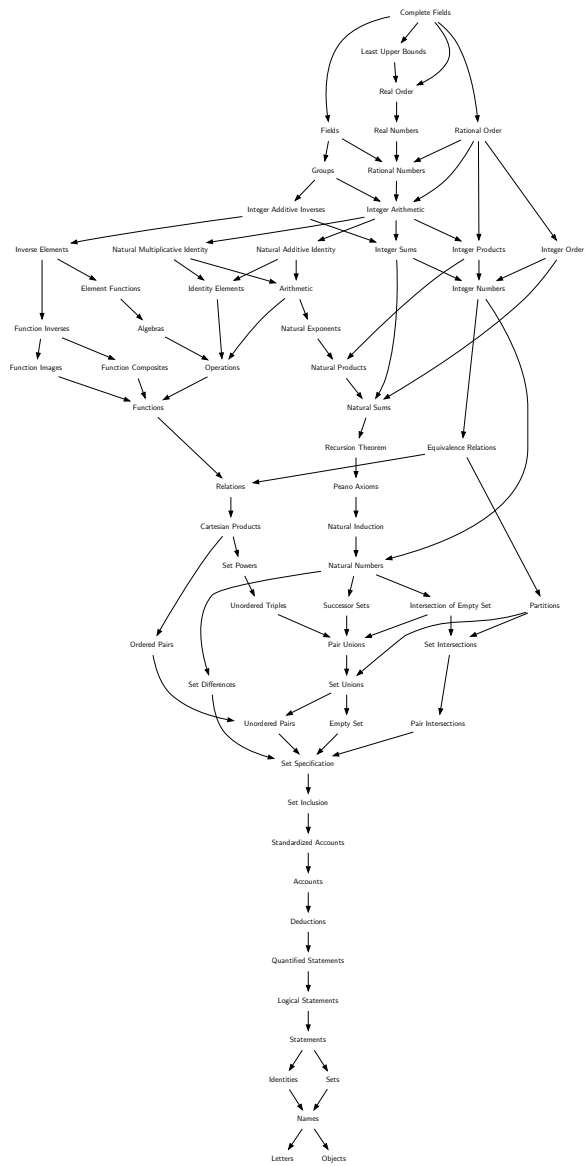 Complete Fields
Least Upper Bounds
Real Order
Fields
Real Numbers
Rational Order
Groups
Rational Numbers
Integer Additive Inverses
Integer Arithmetic
Inverse Elements
Natural Multiplicative Identity
Natural Additive Identity
Integer Sums
Integer Products
Integer Order
Element Functions
Identity Elements
Arithmetic
Integer Numbers
Function Inverses
Algebras
Natural Exponents
Function Images
Function Composites
Operations
Natural Products
Functions
Natural Sums
Recursion Theorem
Equivalence Relations
Relations
Peano Axioms
Cartesian Products
Natural Induction
Set Powers
Natural Numbers
Unordered Triples
Successor Sets
Intersection of Empty Set
Partitions
Ordered Pairs
Pair Unions
Set Intersections
Set Differences
Set Unions
Unordered Pairs
Empty Set
Pair Intersections
Set Specification
Set Inclusion
Standardized Accounts
Accounts
Deductions
Quantified Statements
Logical Statements
Statements
Identities
Sets
Names
Letters
Objects